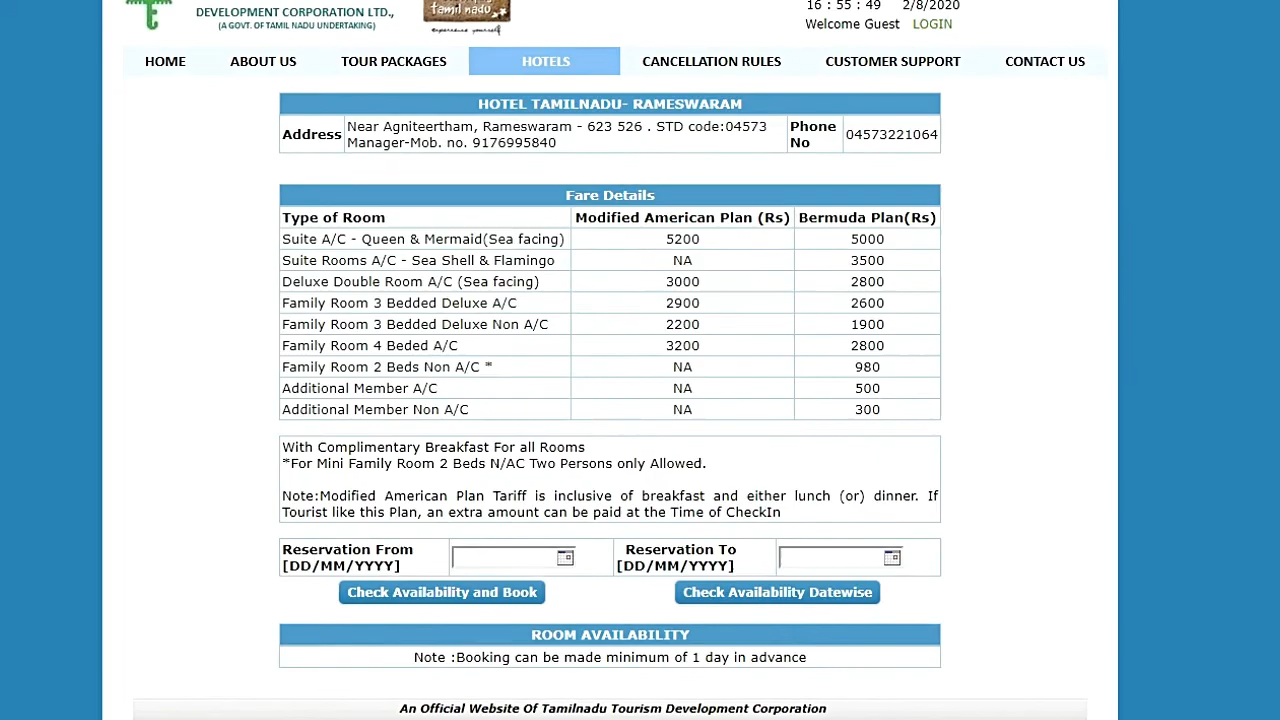 DEVELOPMENT CORPORATION LTD.,
(A GOVT. OF TAMIL NADU UNDERTAKING)
tamil nadu
experience yourself
16 : 55 : 49 2/8/2020
Welcome Guest LOGIN
HOME ABOUT US TOUR PACKAGES HOTELS CANCELLATION RULES CUSTOMER SUPPORT CONTACT US
HOTEL TAMILNADU- RAMESWARAM
Address Near Agniteertham, Rameswaram - 623 526 . STD code:04573
Manager-Mob. no. 9176995840
Phone No 04573221064
Fare Details
Type of Room Modified American Plan (Rs) Bermuda Plan(Rs)
Suite A/C - Queen & Mermaid(Sea facing) 5200 5000
Suite Rooms A/C - Sea Shell & Flamingo NA 3500
Deluxe Double Room A/C (Sea facing) 3000 2800
Family Room 3 Bedded Deluxe A/C 2900 2600
Family Room 3 Bedded Deluxe Non A/C 2200 1900
Family Room 4 Beded A/C 3200 2800
Family Room 2 Beds Non A/C * NA 980
Additional Member A/C NA 500
Additional Member Non A/C NA 300
With Complimentary Breakfast For all Rooms
*For Mini Family Room 2 Beds N/AC Two Persons only Allowed.
Note:Modified American Plan Tariff is inclusive of breakfast and either lunch (or) dinner. If
Tourist like this Plan, an extra amount can be paid at the Time of CheckIn
Reservation From [DD/MM/YYYY] Reservation To [DD/MM/YYYY]
Check Availability and Book Check Availability Datewise
ROOM AVAILABILITY
Note :Booking can be made minimum of 1 day in advance
An Official Website Of Tamilnadu Tourism Development Corporation